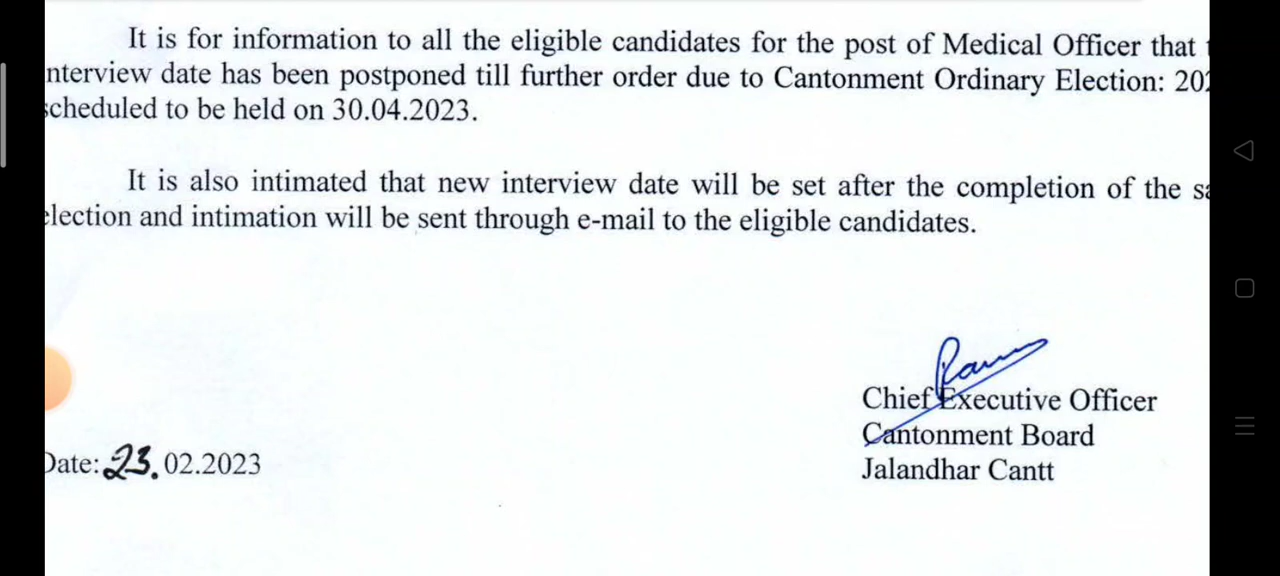 It is for information to all the eligible candidates for the post of Medical Officer that
nterview date has been postponed till further order due to Cantonment Ordinary Election: 202
scheduled to be held on 30.04.2023.
It is also intimated that new interview date will be set after the completion of the sa
election and intimation will be sent through e-mail to the eligible candidates.
Chief Executive Officer
Cantonment Board
Jalandhar Cantt
Date: 23.02.2023